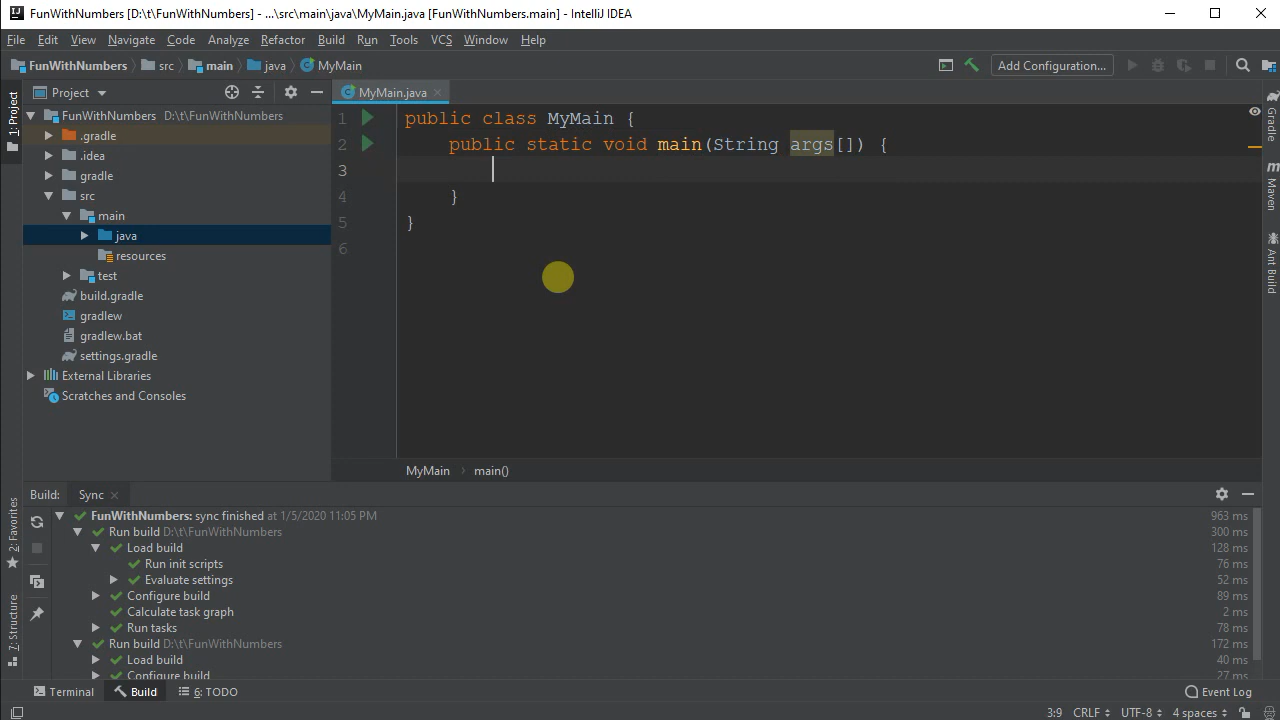 FunWithNumbers [D:\t\FunWithNumbers] - ...\src\main\java\MyMain.java [FunWithNumbers.main] - IntelliJ IDEA
File Edit View Navigate Code Analyze Refactor Build Run Tools VCS Window Help
FunWithNumbers src main java MyMain Add Configuration...
1: Project
Project
MyMain.java
FunWithNumbers D:\t\FunWithNumbers
.gradle
.idea
gradle
src
main
java
resources
test
build.gradle
gradlew
gradlew.bat
settings.gradle
External Libraries
Scratches and Consoles
1 public class MyMain {
2 public static void main(String args[]) {
3
4 }
5 }
6
Gradle
m
Maven
Ant Build
MyMain main()
Build: Sync
2: Favorites
7: Structure
FunWithNumbers: sync finished at 1/5/2020 11:05 PM 963 ms
Run build D:\t\FunWithNumbers 300 ms
Load build 128 ms
Run init scripts 76 ms
Evaluate settings 52 ms
Configure build 89 ms
Calculate task graph 2 ms
Run tasks 78 ms
Run build D:\t\FunWithNumbers 172 ms
Load build 40 ms
Configure build 27 ms
Terminal Build 6: TODO Event Log
3:9 CRLF UTF-8 4 spaces